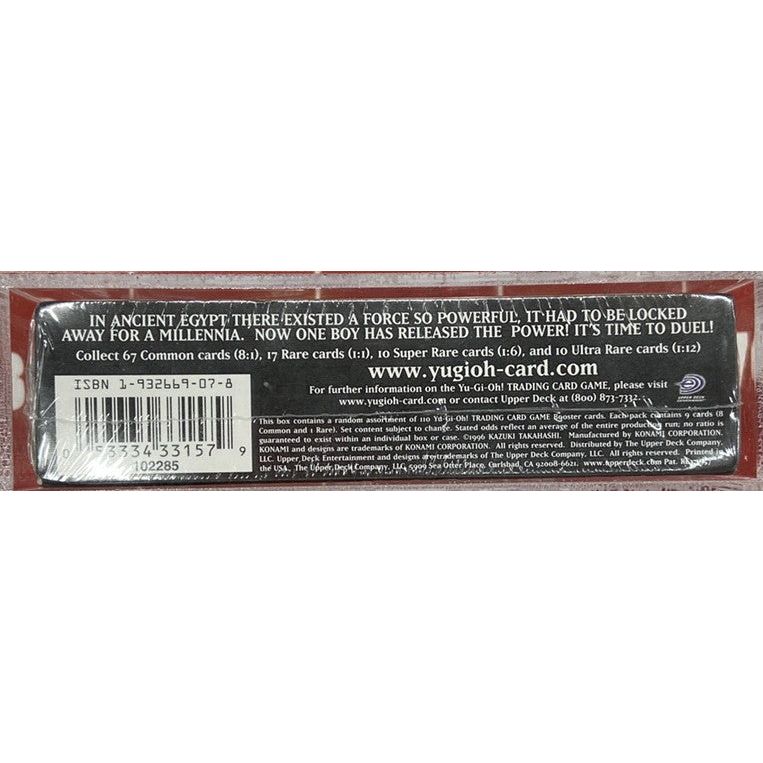 IN ANCIENT EGYPT THERE EXISTED A FORCE SO POWERFUL, IT HAD TO BE LOCKED
AWAY FOR A MILLENNIA. NOW ONE BOY HAS RELEASED THE POWER! IT'S TIME TO DUEL!
Collect 67 Common cards (8:1), 17 Rare cards (1:1), 10 Super Rare cards (1:6), and 10 Ultra Rare cards (1:12)
www.yugioh-card.com
For further information on the Yu-Gi-Oh! TRADING CARD GAME, please visit
www.yugioh-card.com or contact Upper Deck at (800) 873-7332.
UPPER DECK
ISBN 1-932669-07-8
0 53334 33157 9
102285
This box contains a random assortment of 110 Yu-Gi-Oh! TRADING CARD GAME Booster cards. Each pack contains 9 cards (8
Common and 1 Rare). Set content subject to change. Stated odds reflect an average of the entire production run; no ratio is
guaranteed to exist within an individual box or case. ©1996 KAZUKI TAKAHASHI. Manufactured by KONAMI CORPORATION.
KONAMI and designs are trademarks of KONAMI CORPORATION. All rights reserved. Distributed by The Upper Deck Company,
LLC. Upper Deck Entertainment and designs are trademarks of The Upper Deck Company, LLC. All rights reserved. Printed in
the USA. The Upper Deck Company, LLC, 5909 Sea Otter Place, Carlsbad, CA 92008-6621. www.upperdeck.com Pat.